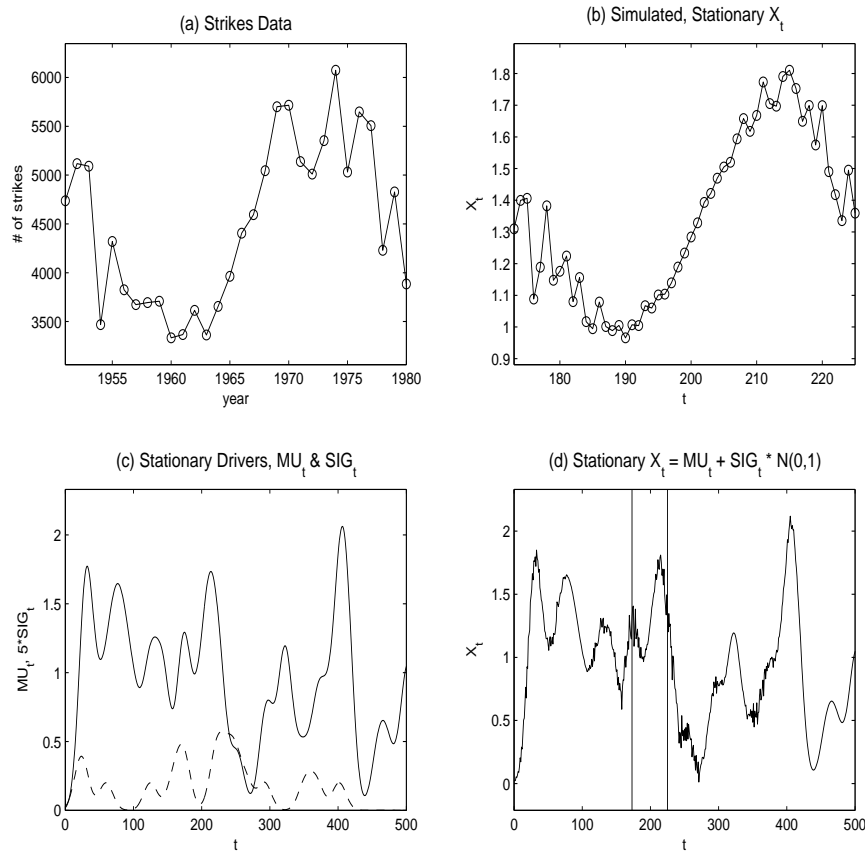 (a) Strikes Data
6000
5500
5000
4500
4000
3500
# of strikes
1955 1960 1965 1970 1975 1980
year
(b) Simulated, Stationary X_t
1.8
1.7
1.6
1.5
1.4
1.3
1.2
1.1
1
0.9
X_t
180 190 200 210 220
t
(c) Stationary Drivers, MU_t & SIG_t
2
1.5
1
0.5
0
MU_t, 5*SIG_t
0 100 200 300 400 500
t
(d) Stationary X_t = MU_t + SIG_t * N(0,1)
2
1.5
1
0.5
0
X_t
0 100 200 300 400 500
t